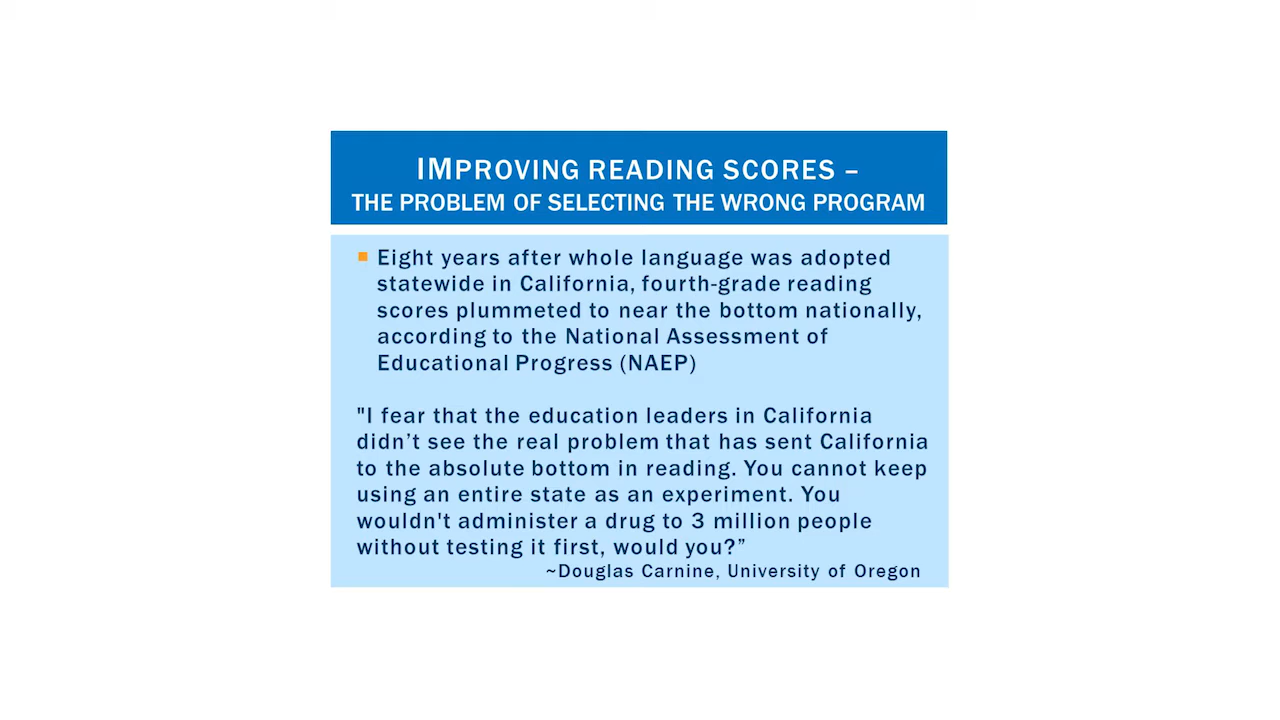 IMPROVING READING SCORES –
THE PROBLEM OF SELECTING THE WRONG PROGRAM
Eight years after whole language was adopted
statewide in California, fourth-grade reading
scores plummeted to near the bottom nationally,
according to the National Assessment of
Educational Progress (NAEP)
"I fear that the education leaders in California
didn’t see the real problem that has sent California
to the absolute bottom in reading. You cannot keep
using an entire state as an experiment. You
wouldn't administer a drug to 3 million people
without testing it first, would you?”
~Douglas Carnine, University of Oregon